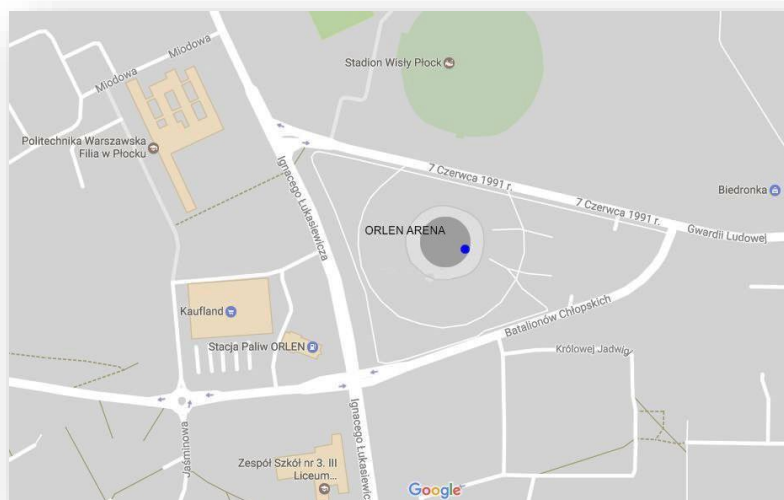 Miodowa
Miodowa
Stadion Wisły Płock
Politechnika Warszawska
Filia w Płocku
7 Czerwca 1991 r.
Biedronka
7 Czerwca 1991 r.
Gwardii Ludowej
Ignacego Łukasiewicza
ORLEN ARENA
Kaufland
Batalionów Chłopskich
Stacja Paliw ORLEN
Królowej Jadwig
Jaśminowa
Ignacego Łukasiewic
Zespół Szkół nr 3. III
Liceum...
Google